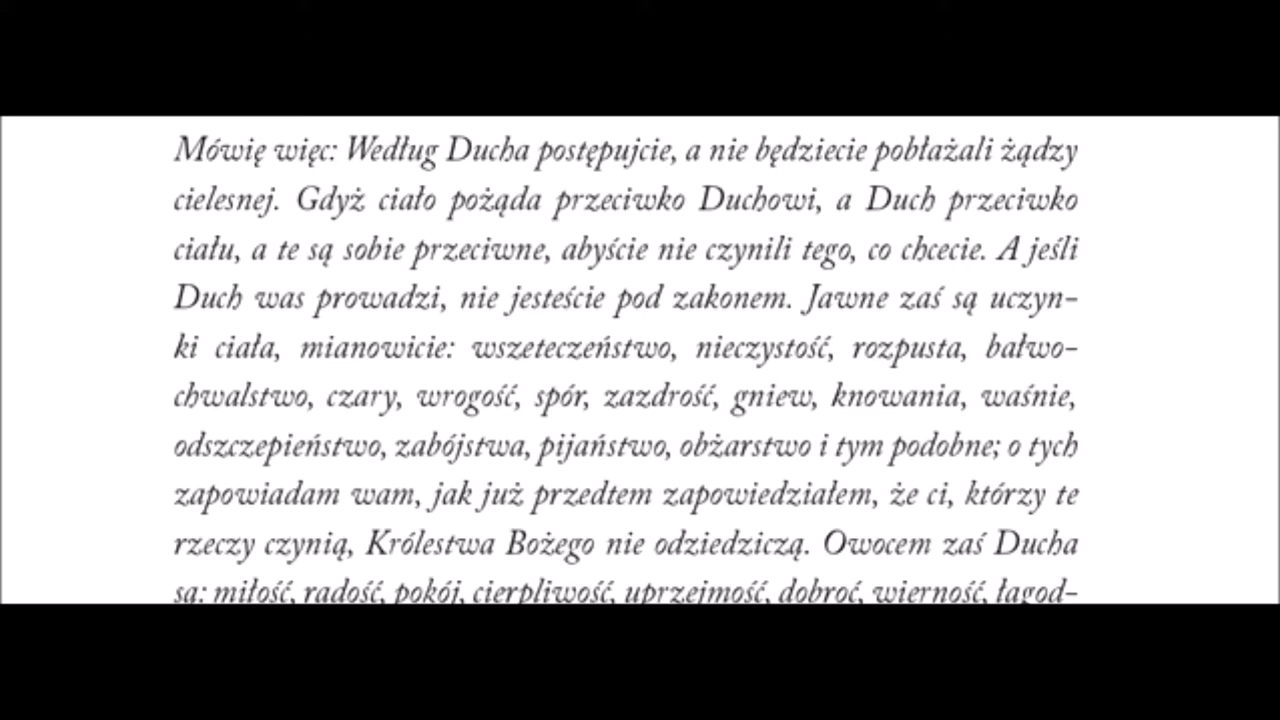 Mówię więc: Według Ducha postępujcie, a nie będziecie pobłażali żądzy
cielesnej. Gdyż ciało pożąda przeciwko Duchowi, a Duch przeciwko
ciału, a te są sobie przeciwne, abyście nie czynili tego, co chcecie. A jeśli
Duch was prowadzi, nie jesteście pod zakonem. Jawne zaś są uczyn-
ki ciała, mianowicie: wszeteczeństwo, nieczystość, rozpusta, bałwo-
chwalstwo, czary, wrogość, spór, zazdrość, gniew, knowania, waśnie,
odszczepieństwo, zabójstwa, pijaństwo, obżarstwo i tym podobne; o tych
zapowiadam wam, jak już przedtem zapowiedziałem, że ci, którzy te
rzeczy czynią, Królestwa Bożego nie odziedziczą. Owocem zaś Ducha
są: miłość, radość, pokój, cierpliwość, uprzejmość, dobroć, wierność, łagod-